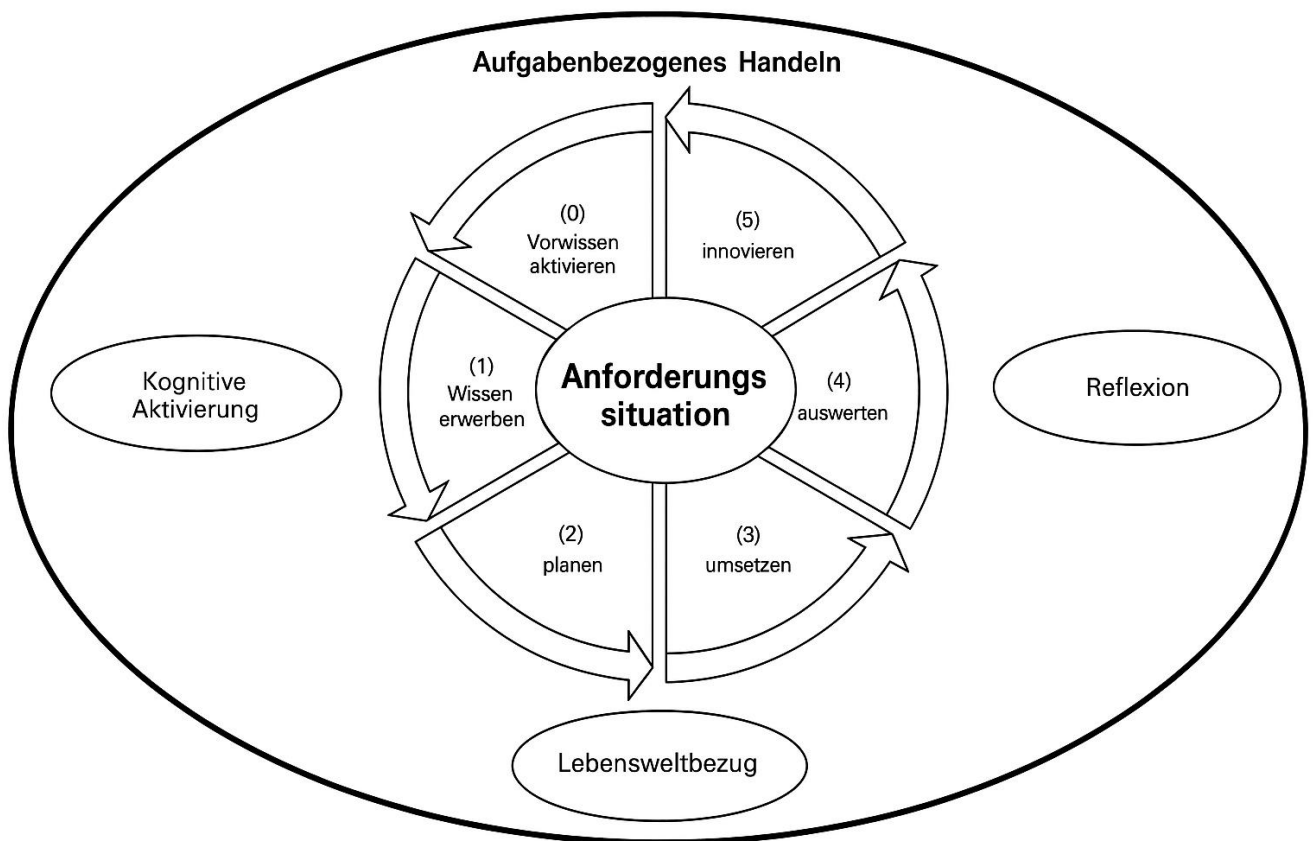 Aufgabenbezogenes Handeln
(0)
Vorwissen
aktivieren
(5)
innovieren
Kognitive
Aktivierung
(1)
Wissen
erwerben
Anforderungs
situation
(4)
auswerten
Reflexion
(2)
planen
(3)
umsetzen
Lebensweltbezug